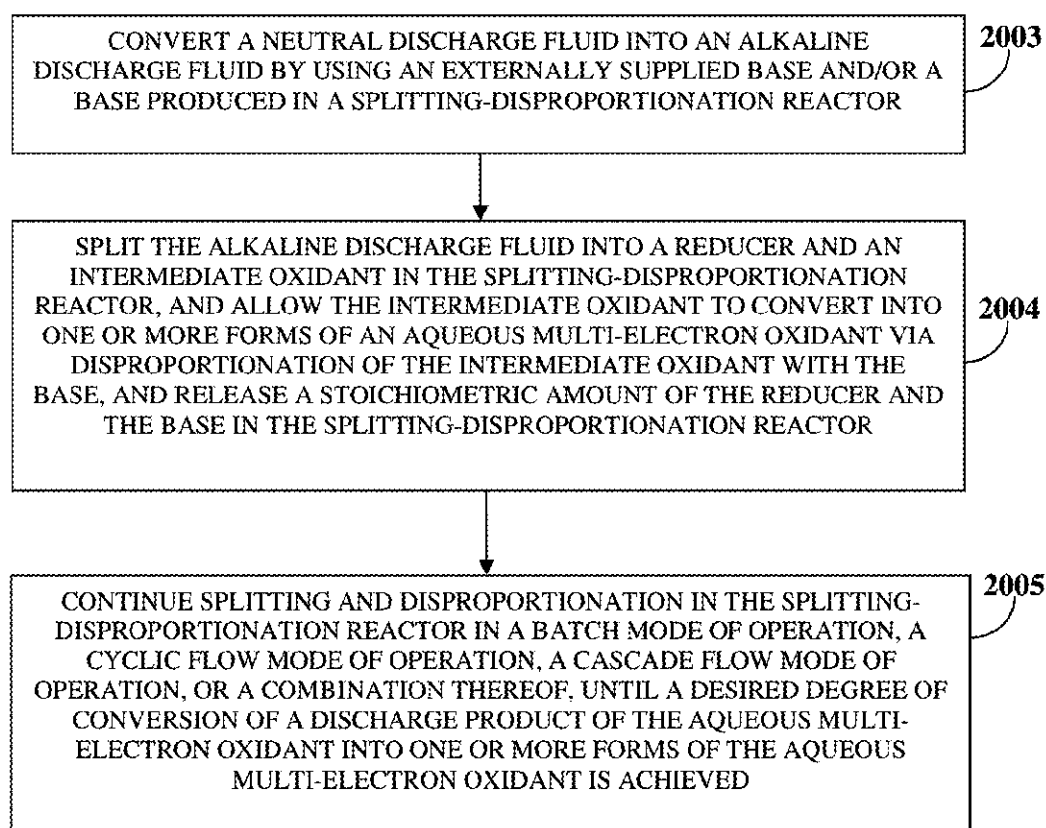 CONVERT A NEUTRAL DISCHARGE FLUID INTO AN ALKALINE
DISCHARGE FLUID BY USING AN EXTERNALLY SUPPLIED BASE AND/OR A
BASE PRODUCED IN A SPLITTING-DISPROPORTIONATION REACTOR
2003
SPLIT THE ALKALINE DISCHARGE FLUID INTO A REDUCER AND AN
INTERMEDIATE OXIDANT IN THE SPLITTING-DISPROPORTIONATION
REACTOR, AND ALLOW THE INTERMEDIATE OXIDANT TO CONVERT INTO
ONE OR MORE FORMS OF AN AQUEOUS MULTI-ELECTRON OXIDANT VIA
DISPROPORTIONATION OF THE INTERMEDIATE OXIDANT WITH THE
BASE, AND RELEASE A STOICHIOMETRIC AMOUNT OF THE REDUCER AND
THE BASE IN THE SPLITTING-DISPROPORTIONATION REACTOR
2004
CONTINUE SPLITTING AND DISPROPORTIONATION IN THE SPLITTING-
DISPROPORTIONATION REACTOR IN A BATCH MODE OF OPERATION, A
CYCLIC FLOW MODE OF OPERATION, A CASCADE FLOW MODE OF
OPERATION, OR A COMBINATION THEREOF, UNTIL A DESIRED DEGREE OF
CONVERSION OF A DISCHARGE PRODUCT OF THE AQUEOUS MULTI-
ELECTRON OXIDANT INTO ONE OR MORE FORMS OF THE AQUEOUS
MULTI-ELECTRON OXIDANT IS ACHIEVED
2005